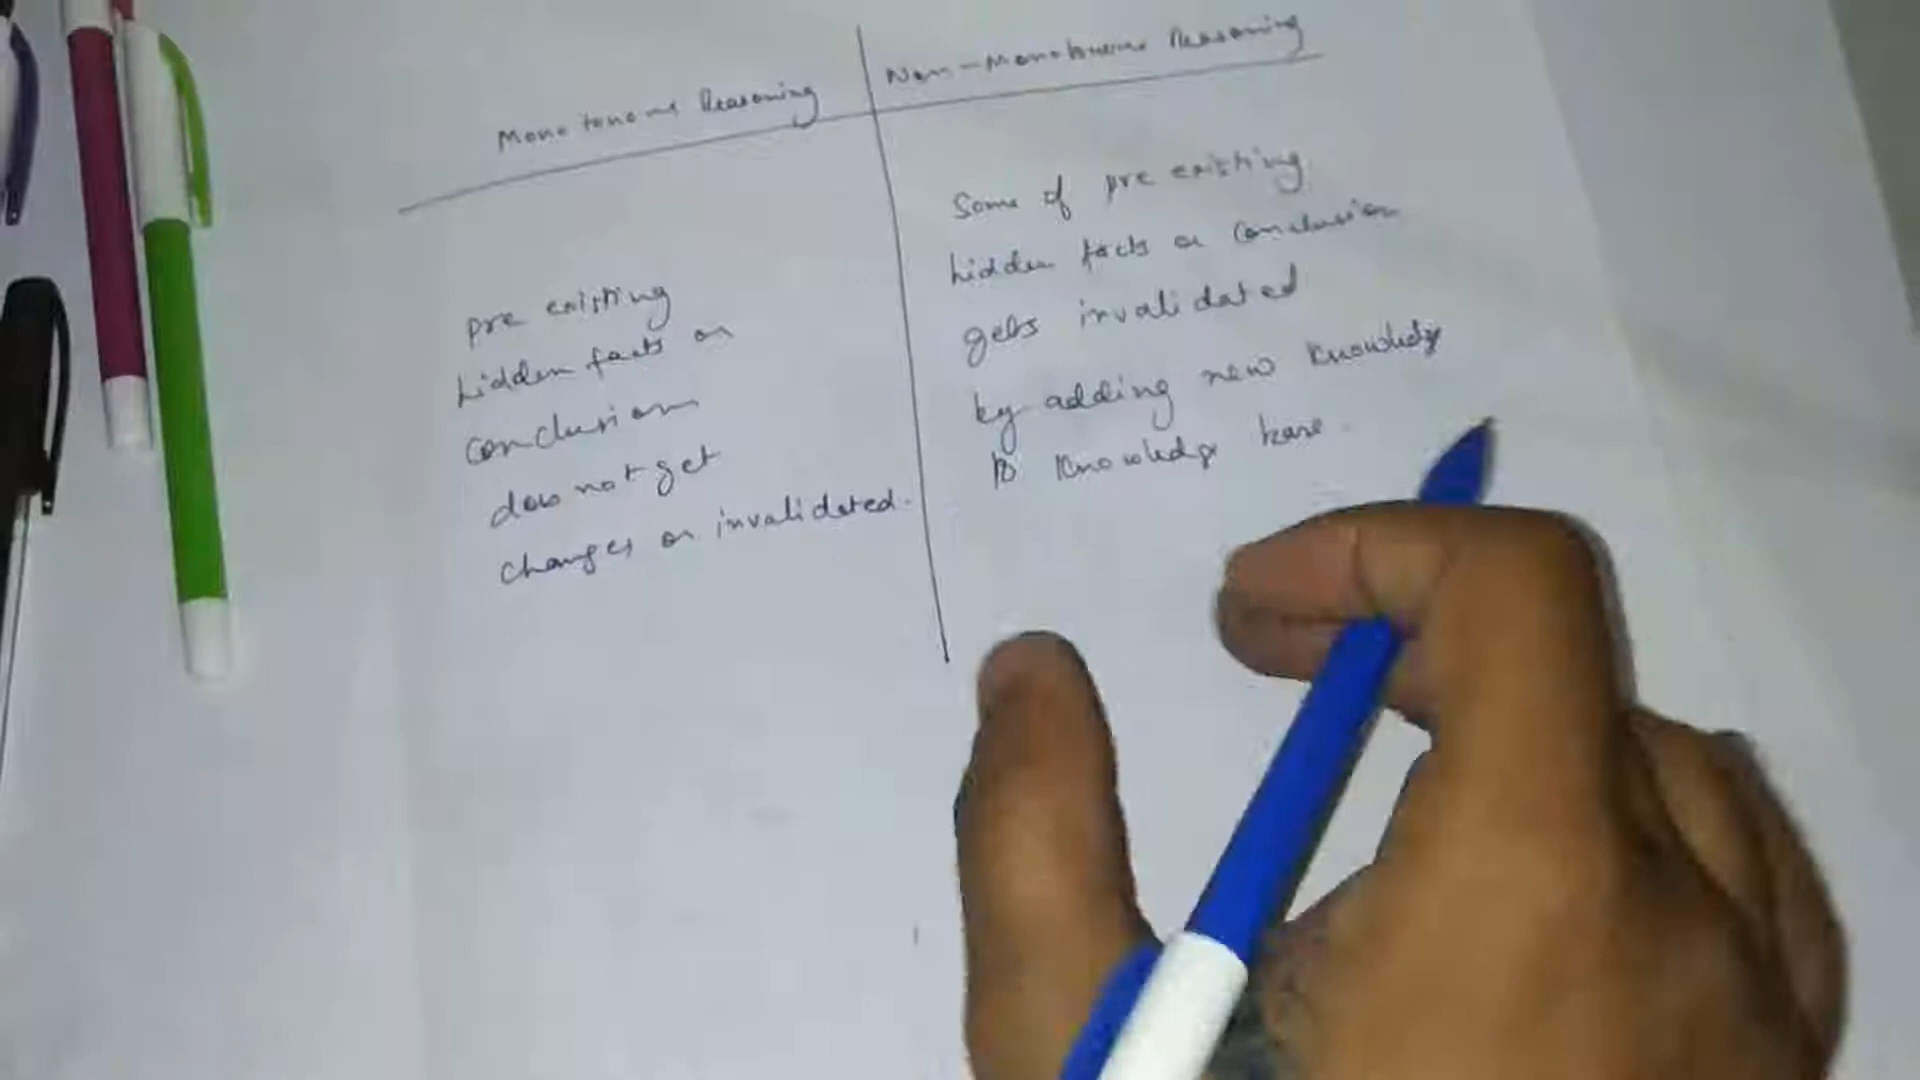 Monotonous Reasoning
Non-Monotonous Reasoning
pre existing
hidden facts or
conclusion
does not get
changes or invalidated.
Some of pre existing
hidden facts or conclusion
gets invalidated
by adding new knowledge
to knowledge base.